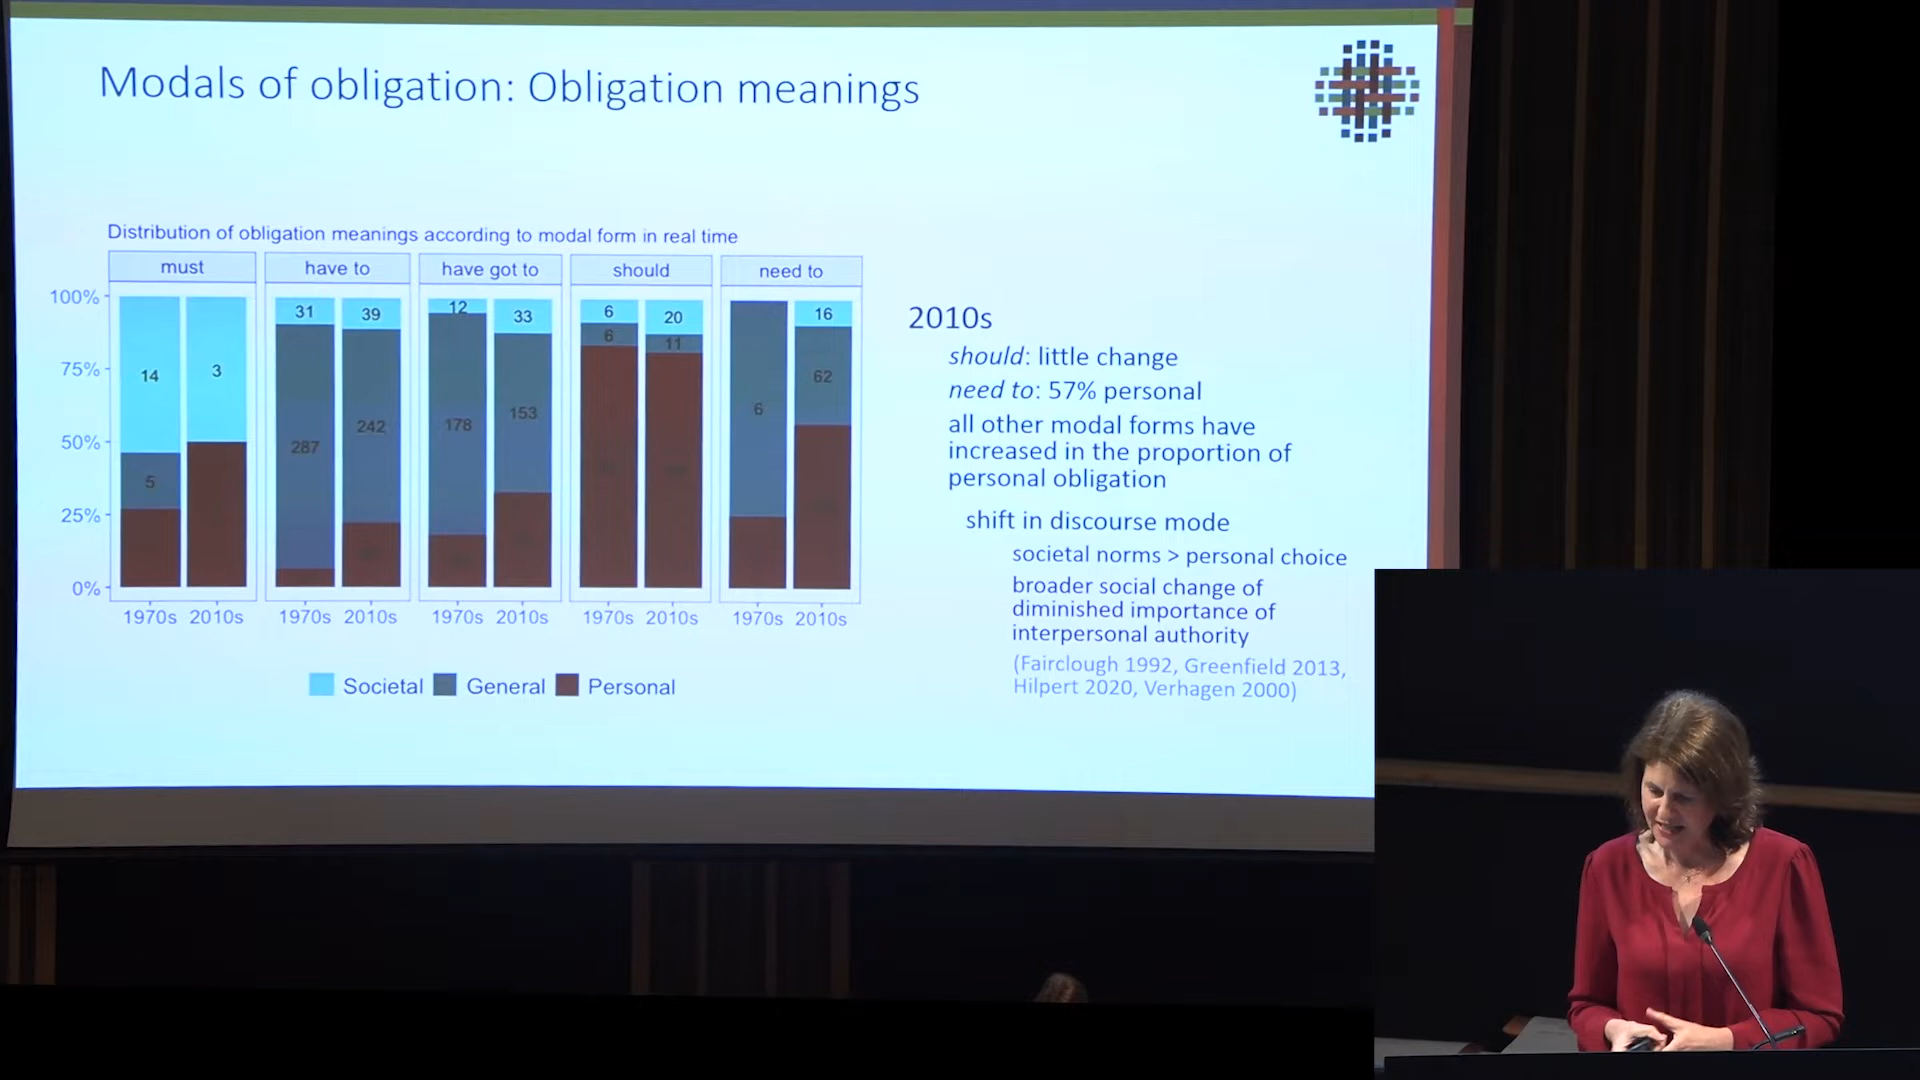 Modals of obligation: Obligation meanings
Distribution of obligation meanings according to modal form in real time
must have to have got to should need to
100%
75%
50%
25%
0%
14 3 31 39 12 33 6 20 16
5 287 242 178 153 6 11 6 62
1970s 2010s 1970s 2010s 1970s 2010s 1970s 2010s 1970s 2010s
Societal General Personal
2010s
should: little change
need to: 57% personal
all other modal forms have
increased in the proportion of
personal obligation
shift in discourse mode
societal norms > personal choice
broader social change of
diminished importance of
interpersonal authority
(Fairclough 1992, Greenfield 2013,
Hilpert 2020, Verhagen 2000)